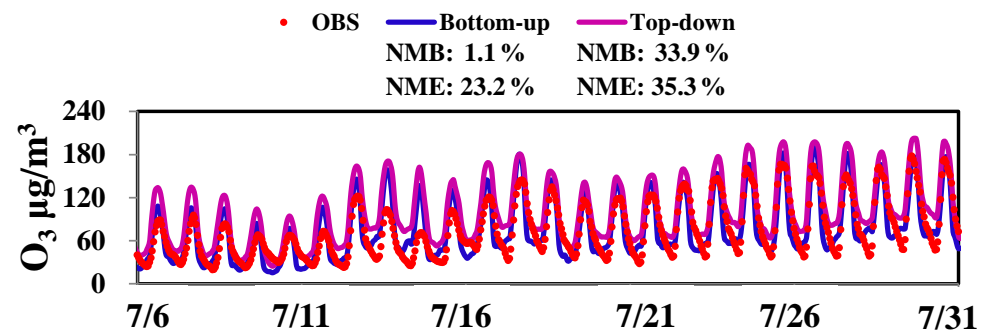 OBS Bottom-up Top-down
NMB: 1.1 % NMB: 33.9 %
NME: 23.2 % NME: 35.3 %
240
180
120
60
0
O3 µg/m3
7/6 7/11 7/16 7/21 7/26 7/31